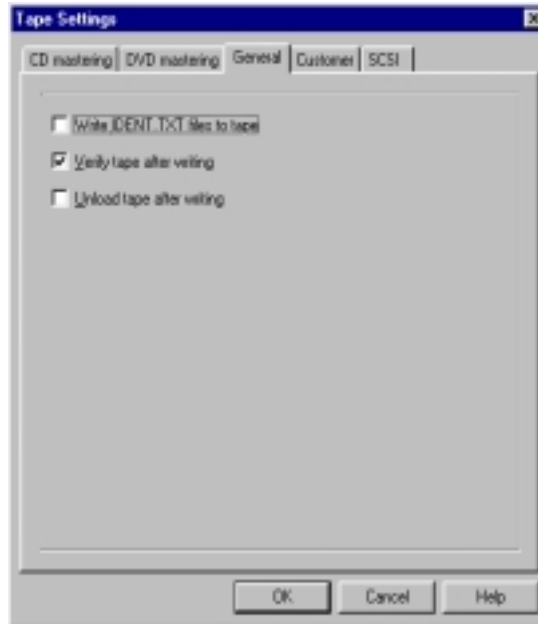 Tape Settings
CD mastering DVD mastering General Customer SCSI
Write IDENT.TXT files to tape
Verify tape after writing
Unload tape after writing
OK Cancel Help